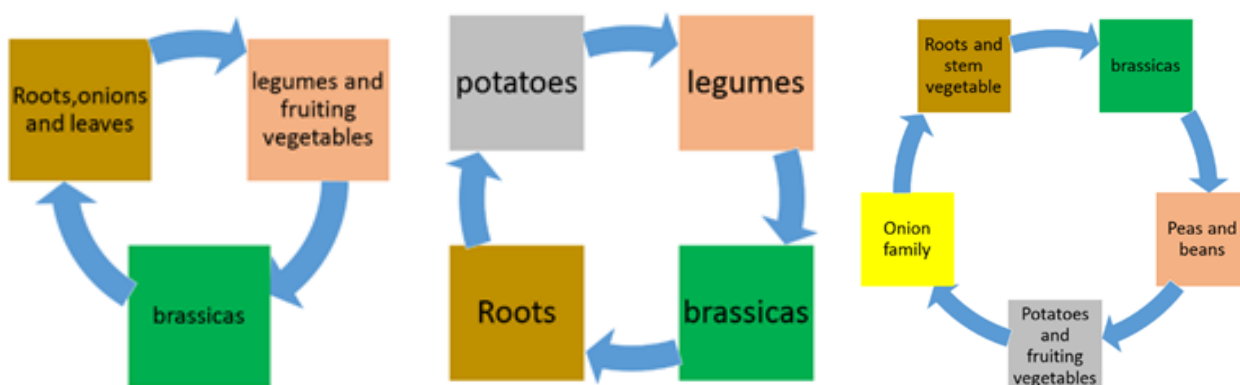 Roots,onions
and leaves
legumes and
fruiting
vegetables
brassicas
potatoes
legumes
Roots
brassicas
Roots and
stem
vegetable
brassicas
Onion
family
Peas and
beans
Potatoes
and
fruiting
vegetables